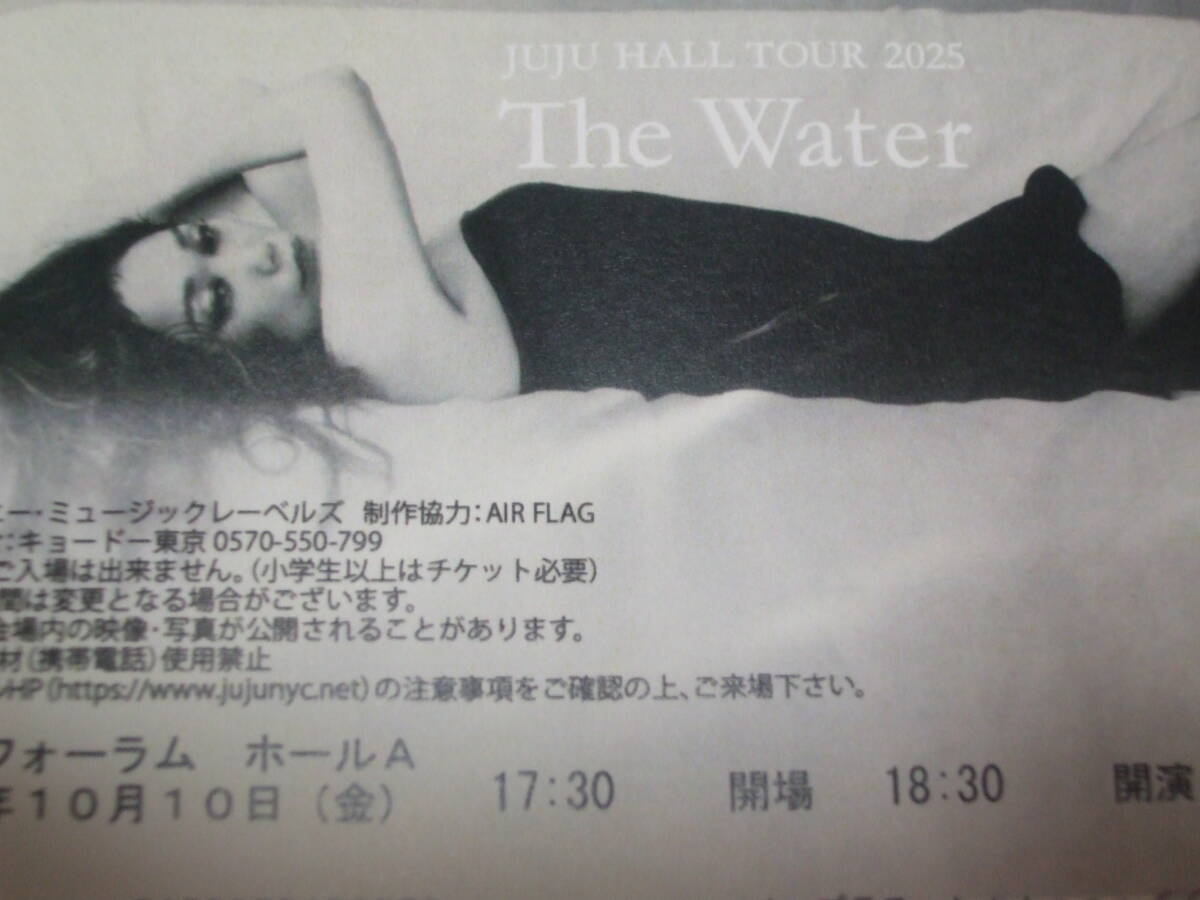 JUJU HALL TOUR 2025
The Water
ニー・ミュージックレーベルズ 制作協力：AIR FLAG
：キョードー東京 0570-550-799
ご入場は出来ません。（小学生以上はチケット必要）
間は変更となる場合がございます。
会場内の映像・写真が公開されることがあります。
材（携帯電話）使用禁止
HP（https://www.jujunyc.net）の注意事項をご確認の上、ご来場下さい。
フォーラム ホールA
年10月10日（金） 17:30 開場 18:30 開演